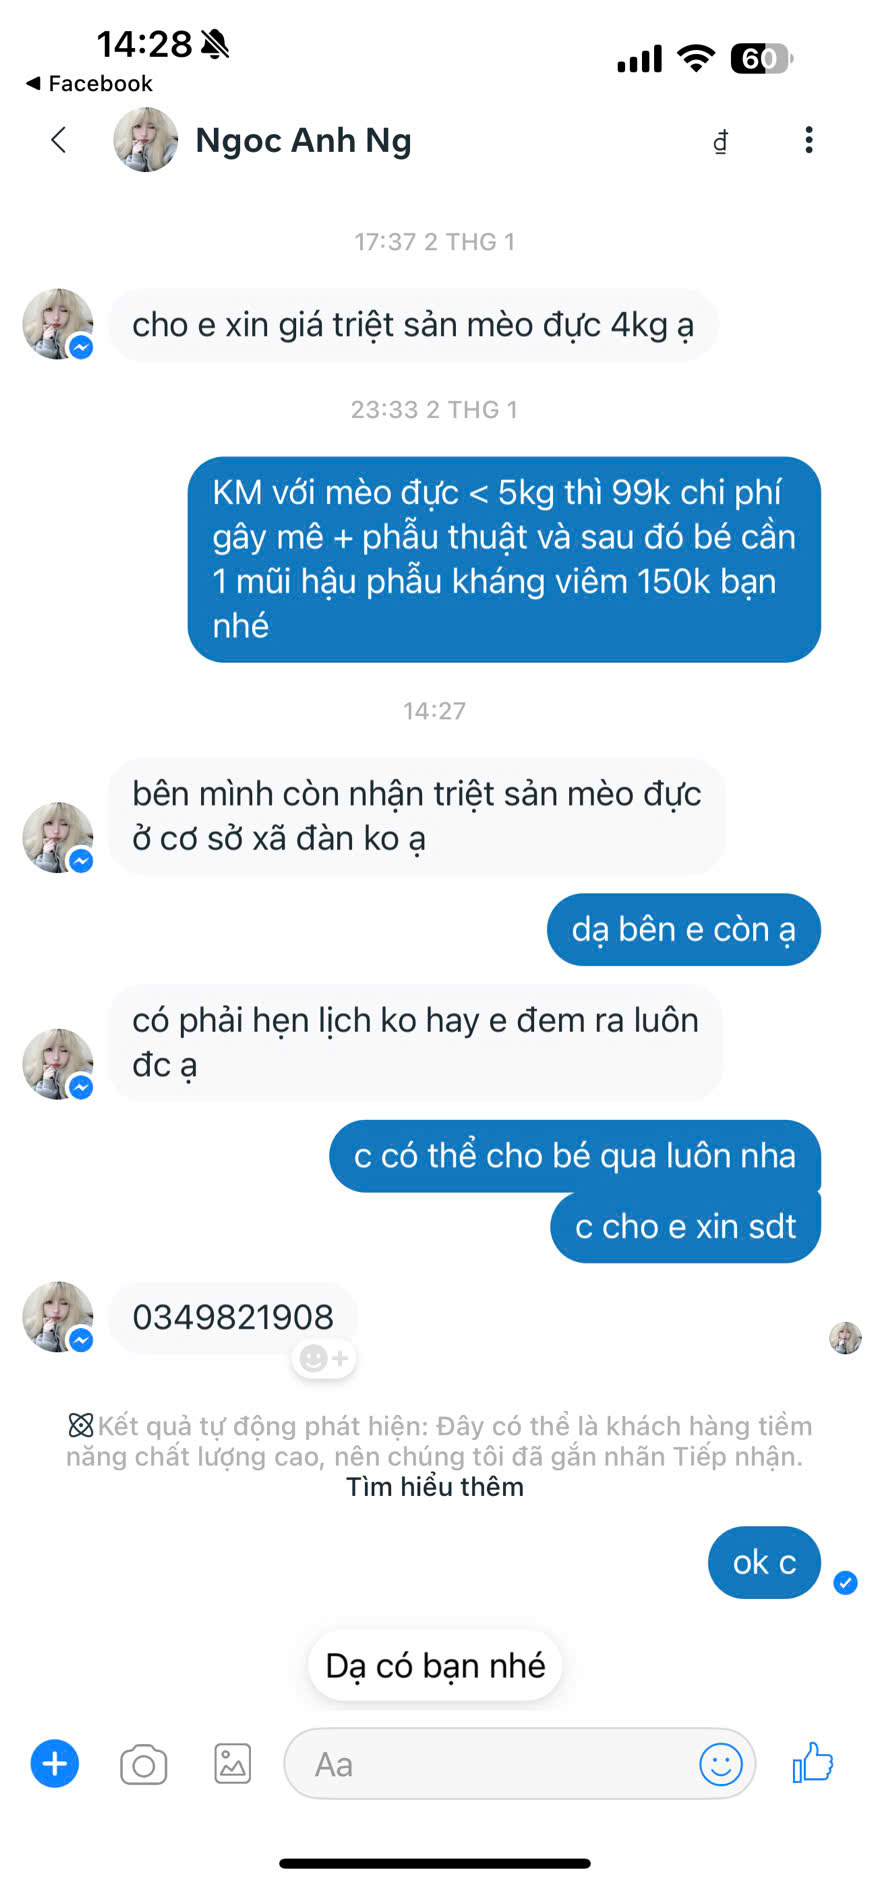 14:28
60
Facebook
Ngoc Anh Ng
₫
17:37 2 THG 1
cho e xin giá triệt sản mèo đực 4kg ạ
23:33 2 THG 1
KM với mèo đực < 5kg thì 99k chi phí
gây mê + phẫu thuật và sau đó bé cần
1 mũi hậu phẫu kháng viêm 150k bạn
nhé
14:27
bên mình còn nhận triệt sản mèo đực
ở cơ sở xã đàn ko ạ
dạ bên e còn ạ
có phải hẹn lịch ko hay e đem ra luôn
đc ạ
c có thể cho bé qua luôn nha
c cho e xin sdt
0349821908
Kết quả tự động phát hiện: Đây có thể là khách hàng tiềm
năng chất lượng cao, nên chúng tôi đã gắn nhãn Tiếp nhận.
Tìm hiểu thêm
ok c
Dạ có bạn nhé
Aa